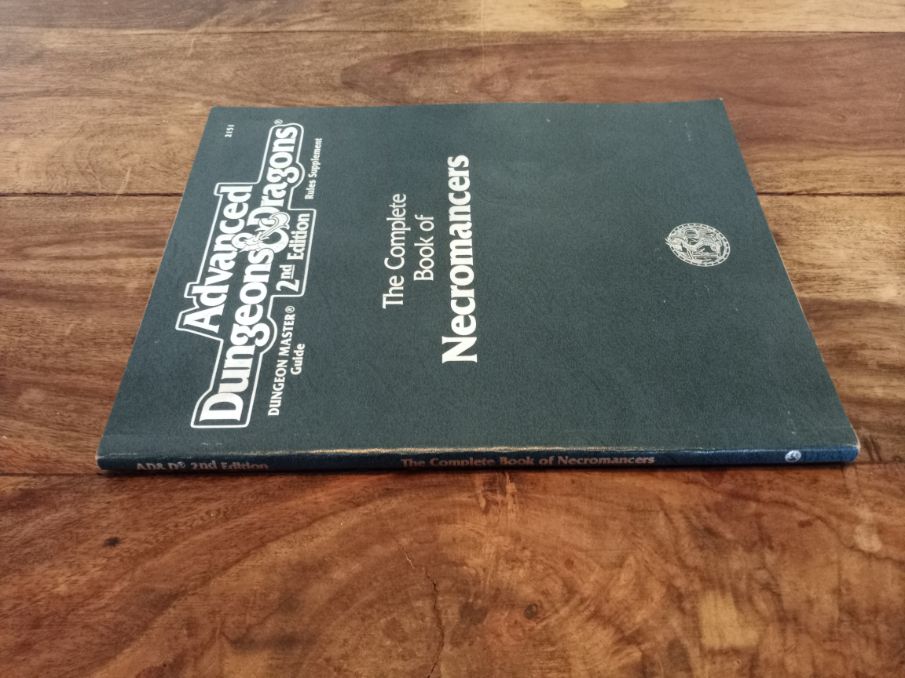 2151
Advanced
Dungeons & Dragons®
2nd Edition
DUNGEON MASTER®
Guide
Rules Supplement
The Complete
Book of
Necromancers
AD&D® 2nd Edition
The Complete Book of Necromancers